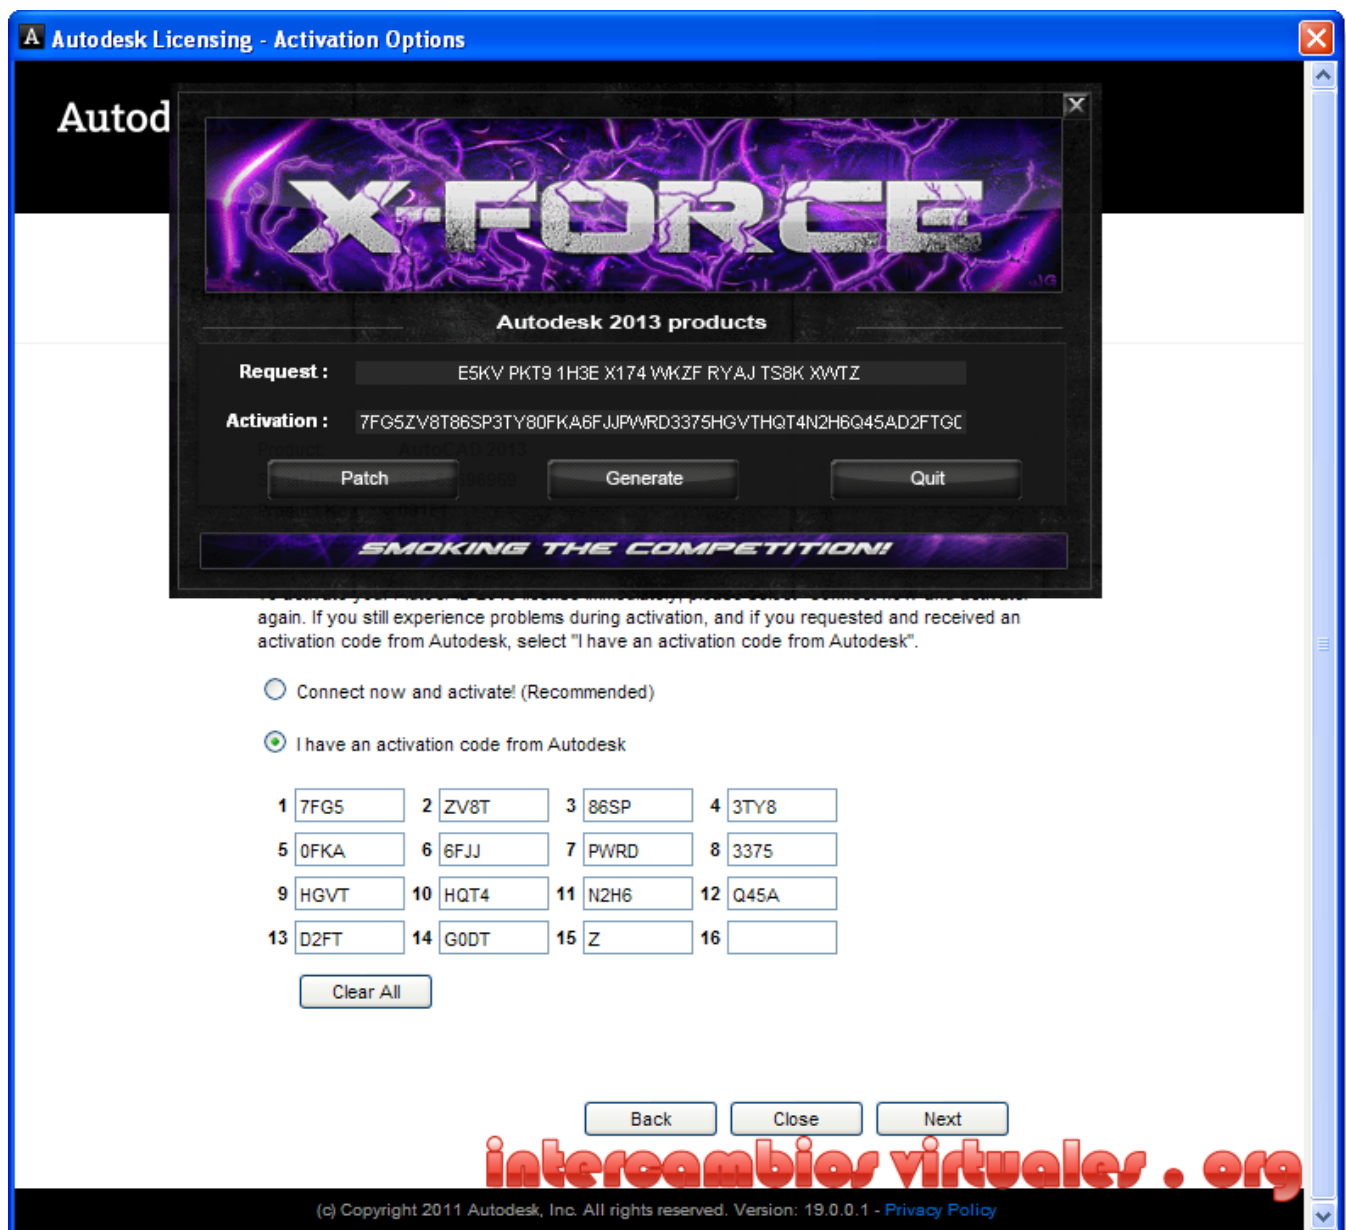 A Autodesk Licensing - Activation Options
Autod
X-FORCE
Autodesk 2013 products
Request : E5KV PKT9 1H3E X174 WKZF RYAJ TS8K XWTZ
Activation : 7FG5ZV8T86SP3TY80FKA6FJJPWRD3375HGVTHQT4N2H6Q45AD2FTG
Product AutoCAD 2013
Patch Generate Quit
SMOKING THE COMPETITION!
again. If you still experience problems during activation, and if you requested and received an
activation code from Autodesk, select "I have an activation code from Autodesk".
Connect now and activate! (Recommended)
I have an activation code from Autodesk
1 7FG5 2 ZV8T 3 86SP 4 3TY8
5 0FKA 6 6FJJ 7 PWRD 8 3375
9 HGVT 10 HQT4 11 N2H6 12 Q45A
13 D2FT 14 G0DT 15 Z 16
Clear All
Back Close Next
intercambios virtuales . org
(c) Copyright 2011 Autodesk, Inc. All rights reserved. Version: 19.0.0.1 - Privacy Policy